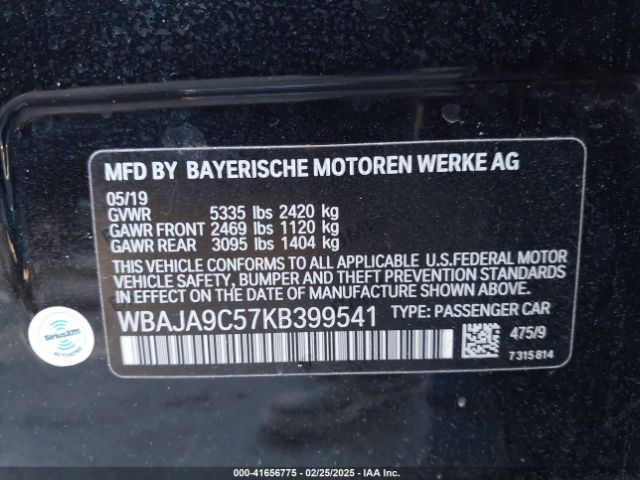 MFD BY BAYERISCHE MOTOREN WERKE AG
05/19
GVWR 5335 lbs 2420 kg
GAWR FRONT 2469 lbs 1120 kg
GAWR REAR 3095 lbs 1404 kg
THIS VEHICLE CONFORMS TO ALL APPLICABLE U.S.FEDERAL MOTOR
VEHICLE SAFETY, BUMPER AND THEFT PREVENTION STANDARDS
IN EFFECT ON THE DATE OF MANUFACTURE SHOWN ABOVE.
WBAJA9C57KB399541 TYPE: PASSENGER CAR
475/9
7 315 814
SiriusXM
ACTIVATED
000-41656775 - 02/25/2025 - IAA Inc.